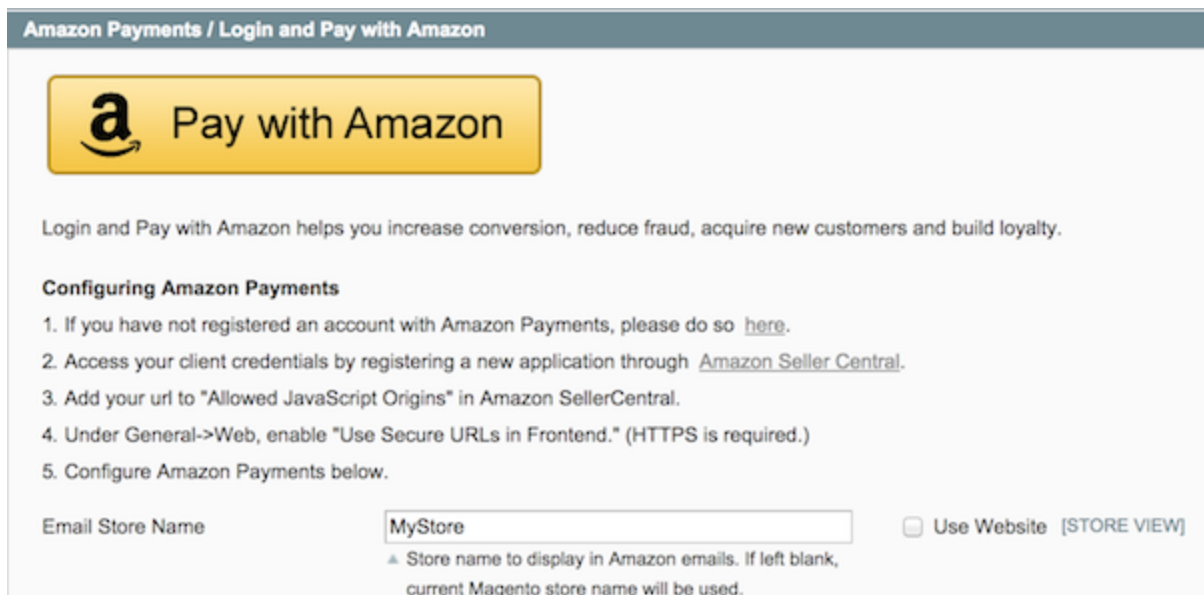 Amazon Payments / Login and Pay with Amazon
a Pay with Amazon
Login and Pay with Amazon helps you increase conversion, reduce fraud, acquire new customers and build loyalty.
Configuring Amazon Payments
1. If you have not registered an account with Amazon Payments, please do so here.
2. Access your client credentials by registering a new application through Amazon Seller Central.
3. Add your url to "Allowed JavaScript Origins" in Amazon SellerCentral.
4. Under General->Web, enable "Use Secure URLs in Frontend." (HTTPS is required.)
5. Configure Amazon Payments below.
Email Store Name MyStore Use Website [STORE VIEW]
Store name to display in Amazon emails. If left blank,
current Magento store name will be used.